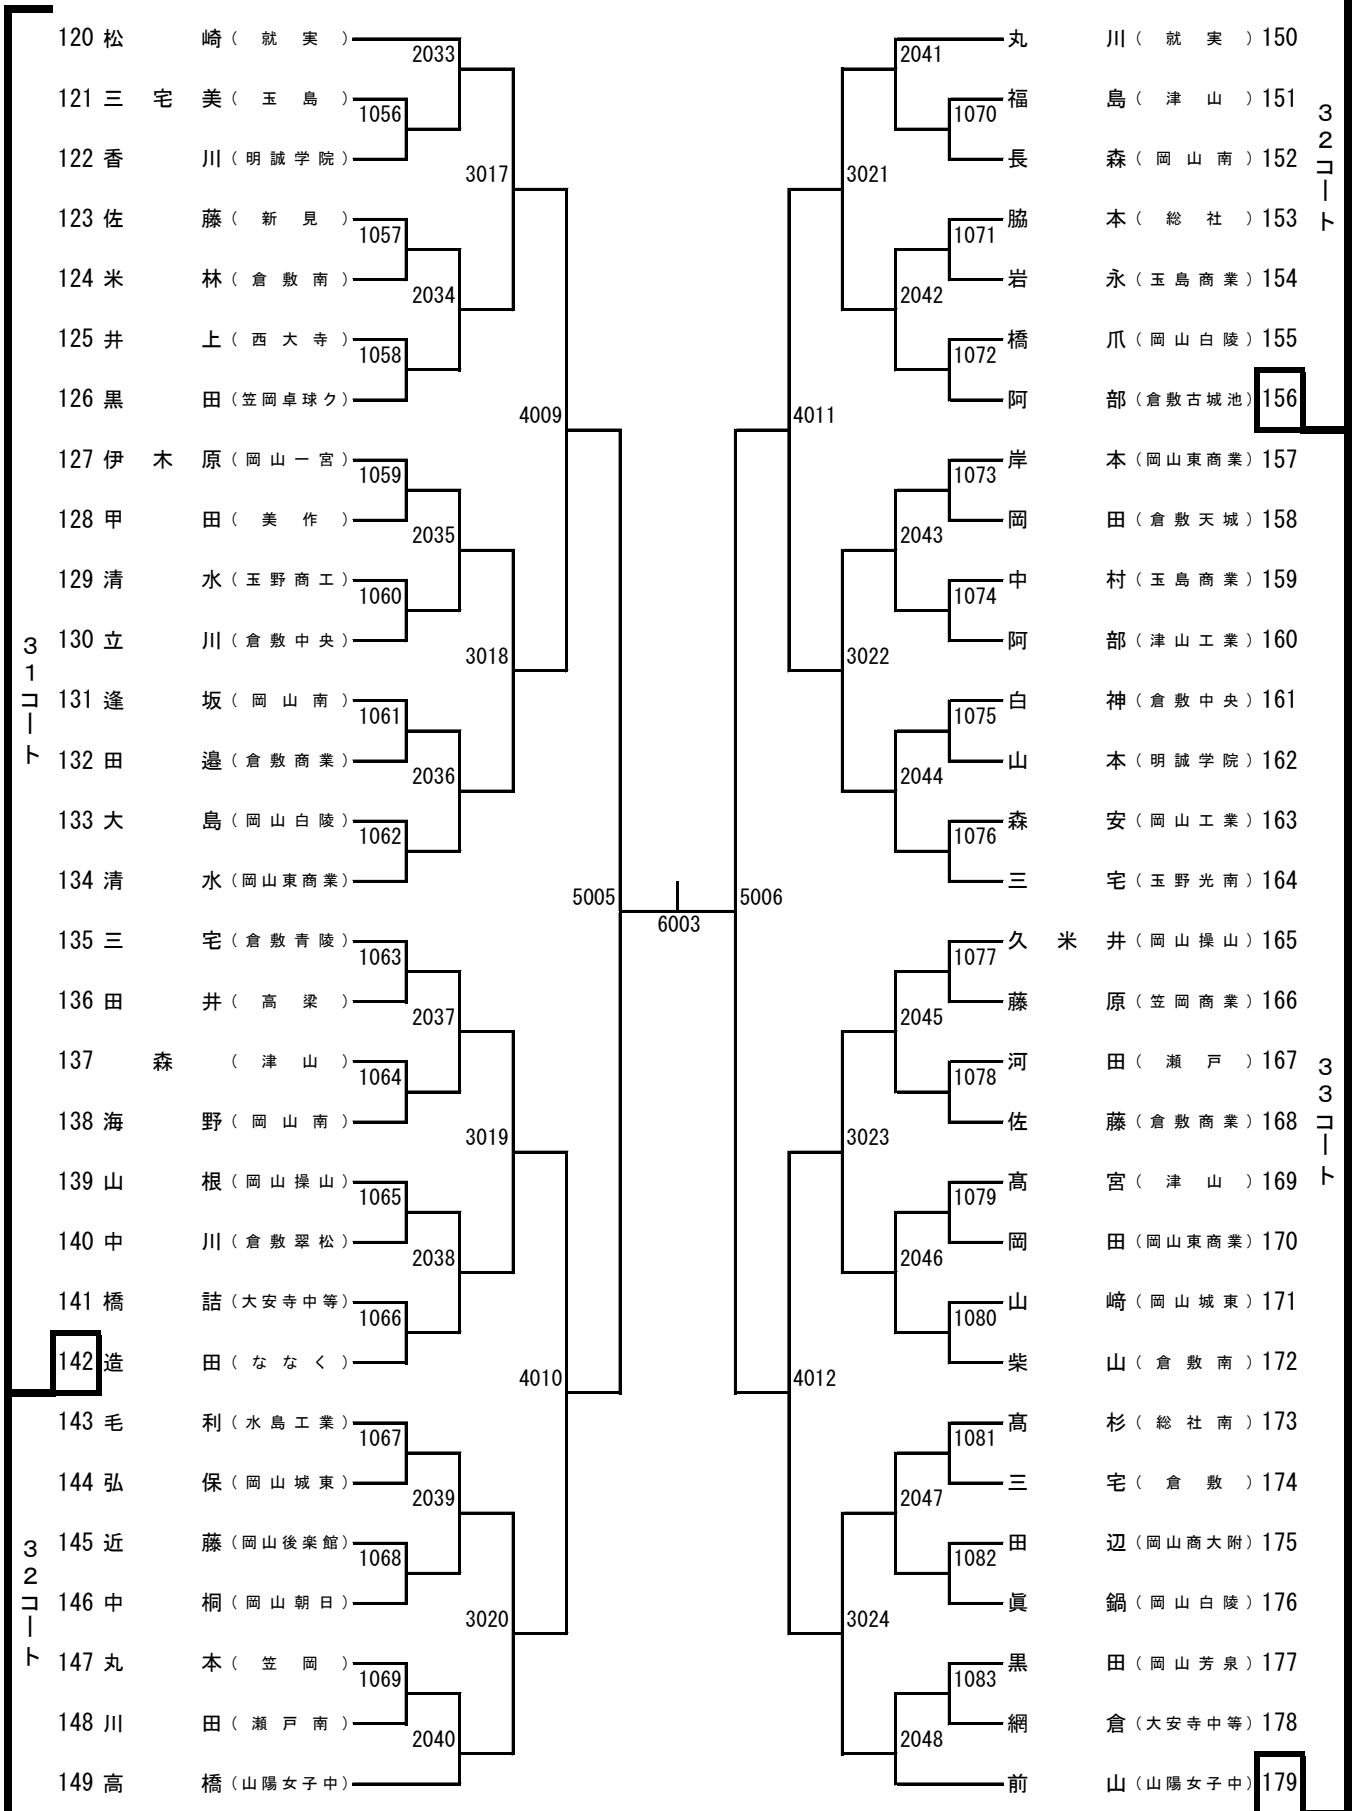 120 松崎（就実）
121 三宅美（玉島）
122 香川（明誠学院）
123 佐藤（新見）
124 米林（倉敷南）
125 井上（西大寺）
126 黒田（笠岡卓球ク）
127 伊木原（岡山一宮）
128 甲田（美作）
129 清水（玉野商工）
130 立川（倉敷中央）
131 逢坂（岡山南）
132 田邉（倉敷商業）
133 大島（岡山白陵）
134 清水（岡山東商業）
135 三宅（倉敷青陵）
136 田井（高梁）
137 森（津山）
138 海野（岡山南）
139 山根（岡山操山）
140 中川（倉敷翠松）
141 橋詰（大安寺中等）
142 造田（ななく）
143 毛利（水島工業）
144 弘保（岡山城東）
145 近藤（岡山後楽館）
146 中桐（岡山朝日）
147 丸本（笠岡）
148 川田（瀬戸南）
149 高橋（山陽女子中）
31コート
32コート
1056
1057
1058
1059
1060
1061
1062
1063
1064
1065
1066
1067
1068
1069
2033
2034
2035
2036
2037
2038
2039
2040
3017
3018
3019
3020
4009
4010
5005
6003
5006
4011
4012
3021
3022
3023
3024
2041
2042
2043
2044
2045
2046
2047
2048
1070
1071
1072
1073
1074
1075
1076
1077
1078
1079
1080
1081
1082
1083
丸川（就実）150
福島（津山）151
長森（岡山南）152
脇本（総社）153
岩永（玉島商業）154
橋爪（岡山白陵）155
阿部（倉敷古城池）156
岸本（岡山東商業）157
岡田（倉敷天城）158
中村（玉島商業）159
阿部（津山工業）160
白神（倉敷中央）161
山本（明誠学院）162
森安（岡山工業）163
三宅（玉野光南）164
久米井（岡山操山）165
藤原（笠岡商業）166
河田（瀬戸）167
佐藤（倉敷商業）168
髙宮（津山）169
岡田（岡山東商業）170
山﨑（岡山城東）171
柴山（倉敷南）172
髙杉（総社南）173
三宅（倉敷）174
田辺（岡山商大附）175
眞鍋（岡山白陵）176
黒田（岡山芳泉）177
網倉（大安寺中等）178
前山（山陽女子中）179
32コート
33コート